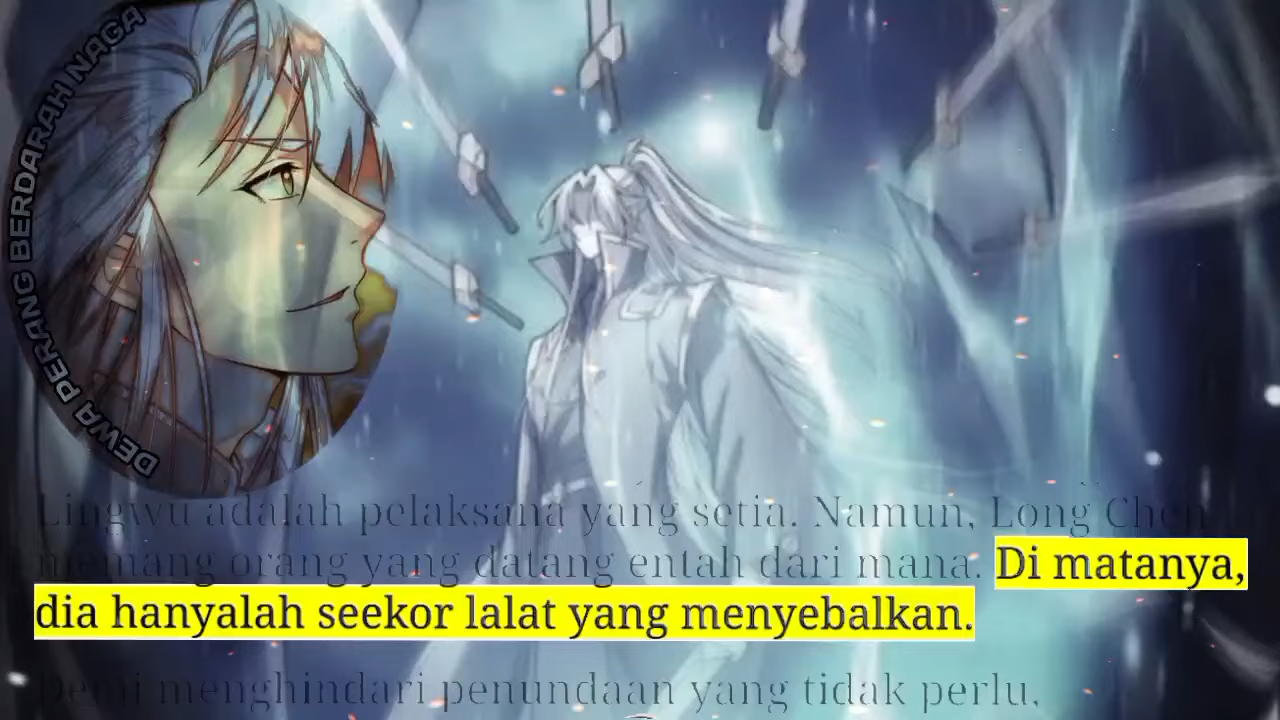 DEWA PERANG BERDARAH NAGA
Lingwu adalah pelaksana yang setia. Namun, Long Chen
memang orang yang datang entah dari mana. Di matanya,
dia hanyalah seekor lalat yang menyebalkan.
Demi menghindari penundaan yang tidak perlu,